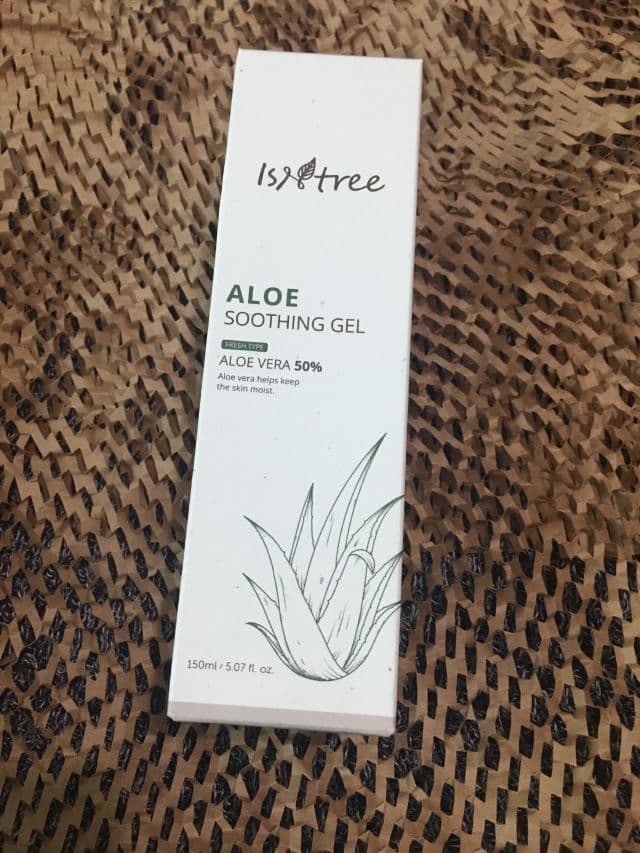 Isntree
ALOE
SOOTHING GEL
FRESH TYPE
ALOE VERA 50%
Aloe vera helps keep
the skin moist.
150ml / 5.07 fl. oz.